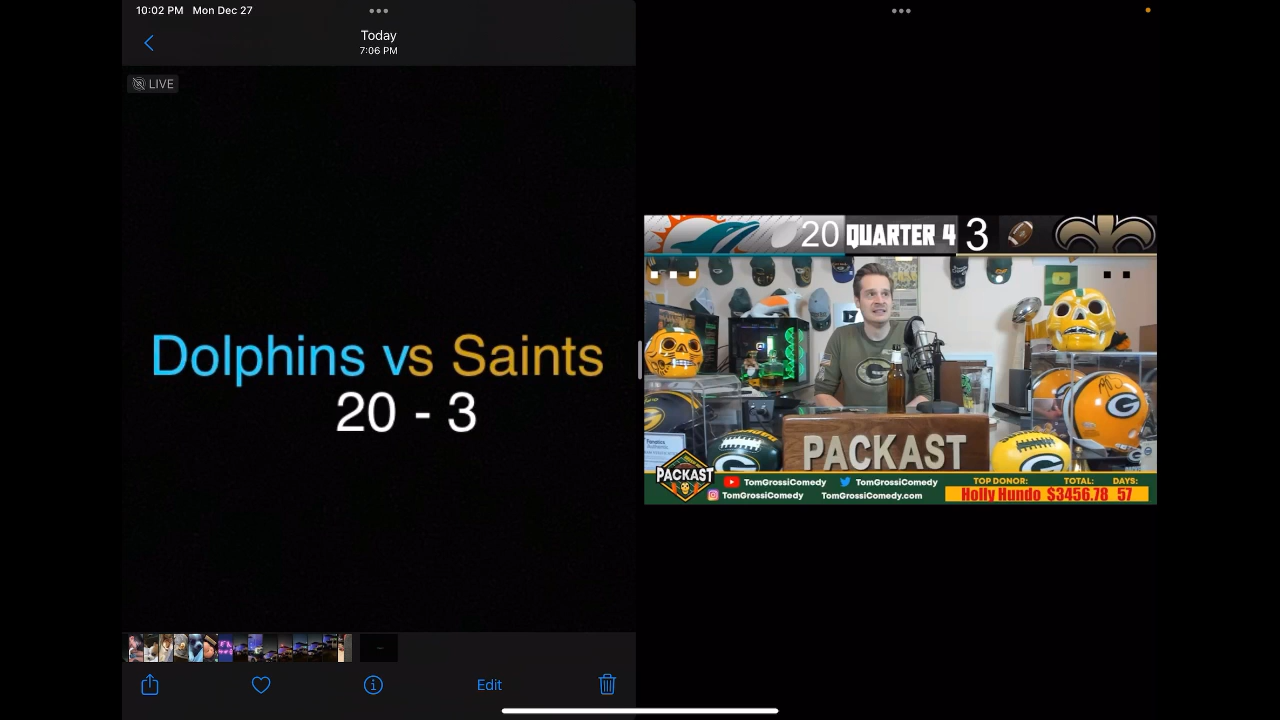 10:02 PM Mon Dec 27
Today
7:06 PM
LIVE
Dolphins vs Saints
20 - 3
Edit
20 QUARTER 4 3
PACKAST
PACKAST
TomGrossiComedy TomGrossiComedy
TomGrossiComedy TomGrossiComedy.com
TOP DONOR: TOTAL: DAYS:
Holly Hundo $3456.78 57